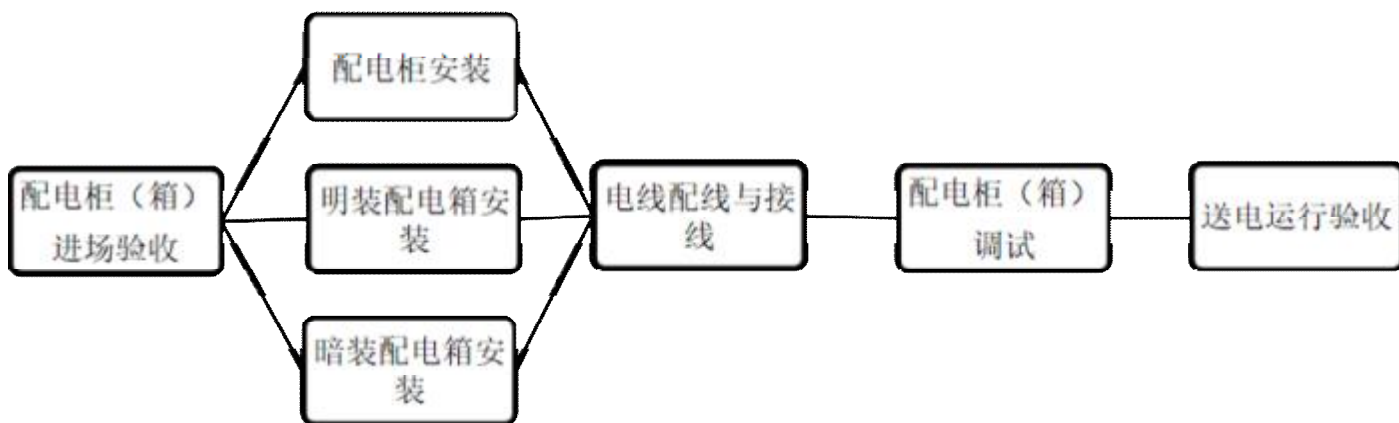 配电柜安装
配电柜（箱）
进场验收
明装配电箱安
装
暗装配电箱安
装
电线配线与接
线
配电柜（箱）
调试
送电运行验收